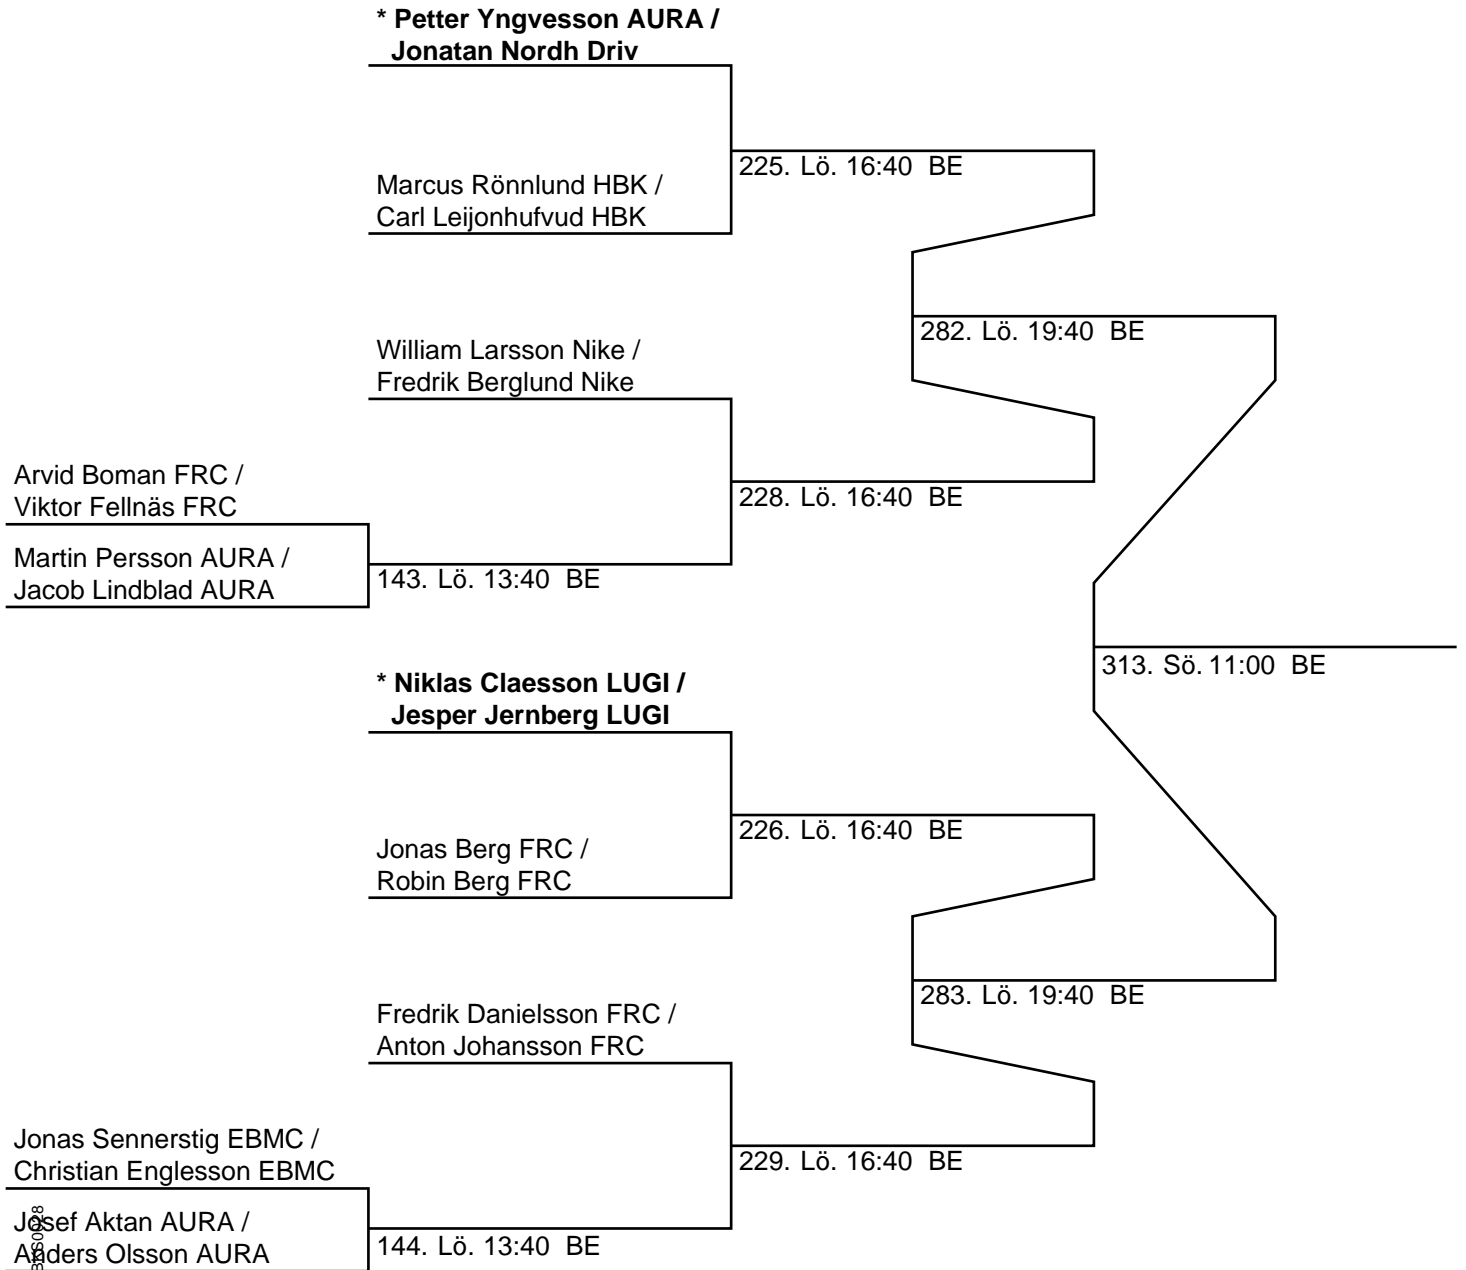 * Petter Yngvesson AURA /
Jonatan Nordh Driv
225. Lö. 16:40 BE
Marcus Rönnlund HBK /
Carl Leijonhufvud HBK
282. Lö. 19:40 BE
William Larsson Nike /
Fredrik Berglund Nike
Arvid Boman FRC /
Viktor Fellnäs FRC
228. Lö. 16:40 BE
Martin Persson AURA /
Jacob Lindblad AURA
143. Lö. 13:40 BE
313. Sö. 11:00 BE
* Niklas Claesson LUGI /
Jesper Jernberg LUGI
226. Lö. 16:40 BE
Jonas Berg FRC /
Robin Berg FRC
283. Lö. 19:40 BE
Fredrik Danielsson FRC /
Anton Johansson FRC
Jonas Sennerstig EBMC /
Christian Englesson EBMC
229. Lö. 16:40 BE
Josef Aktan AURA /
Anders Olsson AURA
144. Lö. 13:40 BE